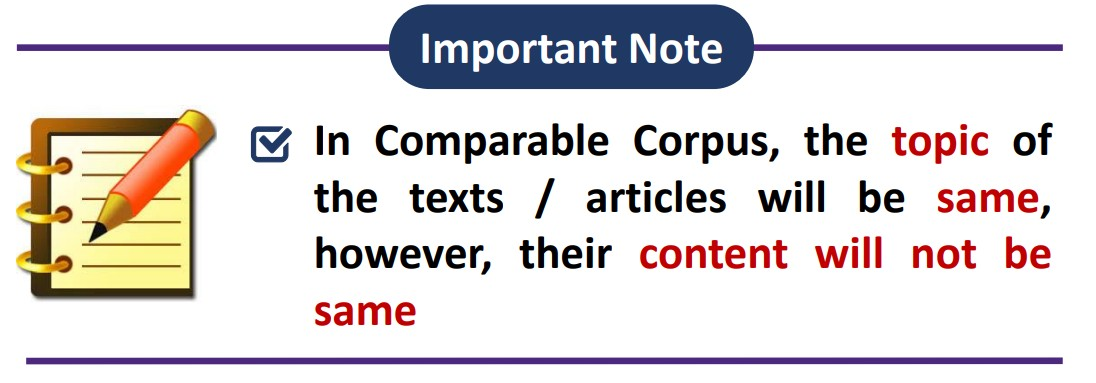 Important Note
In Comparable Corpus, the topic of
the texts / articles will be same,
however, their content will not be
same